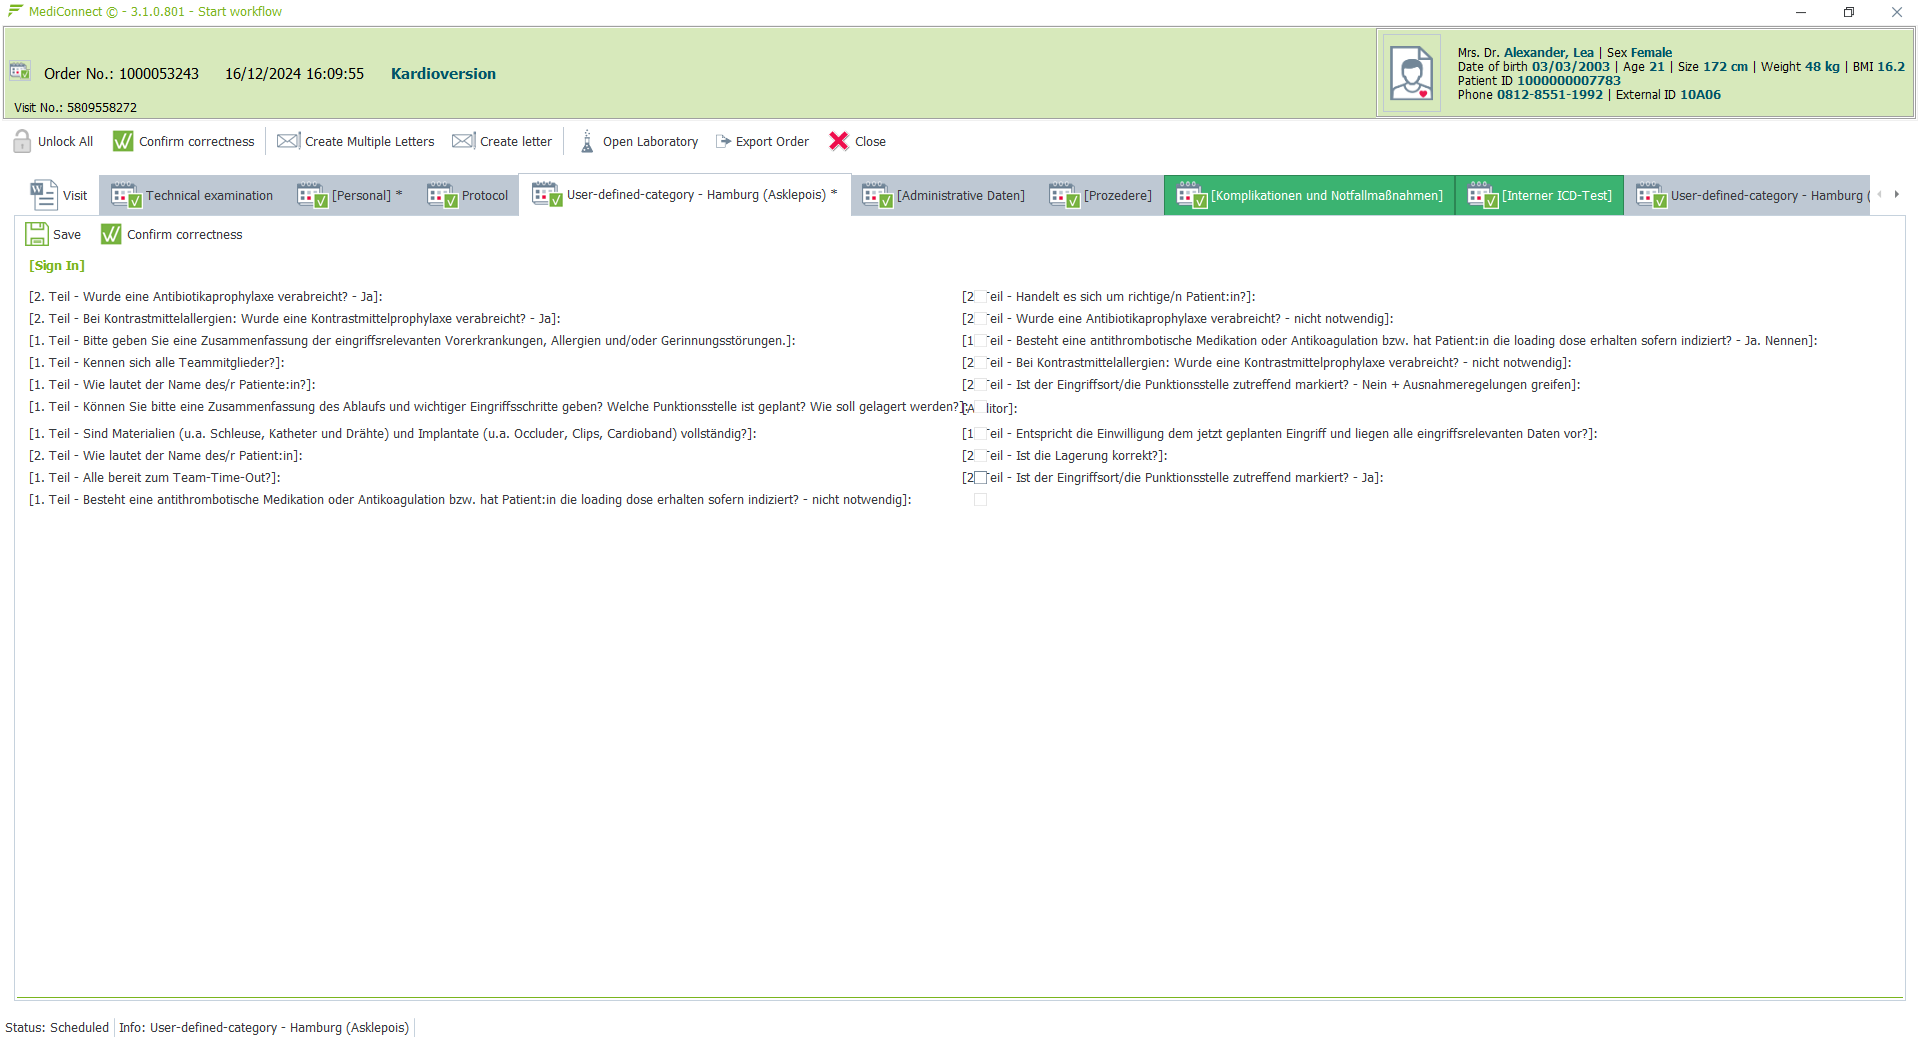 MediConnect © - 3.1.0.801 - Start workflow
Order No.: 1000053243 16/12/2024 16:09:55 Kardioversion
Visit No.: 5809558272
Mrs. Dr. Alexander, Lea | Sex Female
Date of birth 03/03/2003 | Age 21 | Size 172 cm | Weight 48 kg | BMI 16.2
Patient ID 1000000007783
Phone 0812-8551-1992 | External ID 10A06
Unlock All Confirm correctness Create Multiple Letters Create letter Open Laboratory Export Order Close
Visit Technical examination [Personal] * Protocol User-defined-category - Hamburg (Asklepois) * [Administrative Daten] [Prozedere] [Komplikationen und Notfallmaßnahmen] [Interner ICD-Test] User-defined-category - Hamburg (
Save Confirm correctness
[Sign In]
[2. Teil - Wurde eine Antibiotikaprophylaxe verabreicht? - Ja]:
[2 Teil - Handelt es sich um richtige/n Patient:in?]:
[2. Teil - Bei Kontrastmittelallergien: Wurde eine Kontrastmittelprophylaxe verabreicht? - Ja]:
[2 Teil - Wurde eine Antibiotikaprophylaxe verabreicht? - nicht notwendig]:
[1. Teil - Bitte geben Sie eine Zusammenfassung der eingriffsrelevanten Vorerkrankungen, Allergien und/oder Gerinnungsstörungen.]:
[1 Teil - Besteht eine antithrombotische Medikation oder Antikoagulation bzw. hat Patient:in die loading dose erhalten sofern indiziert? - Ja. Nennen]:
[1. Teil - Kennen sich alle Teammitglieder?]:
[2 Teil - Bei Kontrastmittelallergien: Wurde eine Kontrastmittelprophylaxe verabreicht? - nicht notwendig]:
[1. Teil - Wie lautet der Name des/r Patiente:in?]:
[2 Teil - Ist der Eingriffsort/die Punktionsstelle zutreffend markiert? - Nein + Ausnahmeregelungen greifen]:
[1. Teil - Können Sie bitte eine Zusammenfassung des Ablaufs und wichtiger Eingriffsschritte geben? Welche Punktionsstelle ist geplant? Wie soll gelagert werden?]:
[1. Teil - Sind Materialien (u.a. Schleuse, Katheter und Drähte) und Implantate (u.a. Occluder, Clips, Cardioband) vollständig?]:
[1 Teil - Entspricht die Einwilligung dem jetzt geplanten Eingriff und liegen alle eingriffsrelevanten Daten vor?]:
[2. Teil - Wie lautet der Name des/r Patient:in]:
[2 Teil - Ist die Lagerung korrekt?]:
[1. Teil - Alle bereit zum Team-Time-Out?]:
[2 Teil - Ist der Eingriffsort/die Punktionsstelle zutreffend markiert? - Ja]:
[1. Teil - Besteht eine antithrombotische Medikation oder Antikoagulation bzw. hat Patient:in die loading dose erhalten sofern indiziert? - nicht notwendig]:
Status: Scheduled Info: User-defined-category - Hamburg (Asklepois)